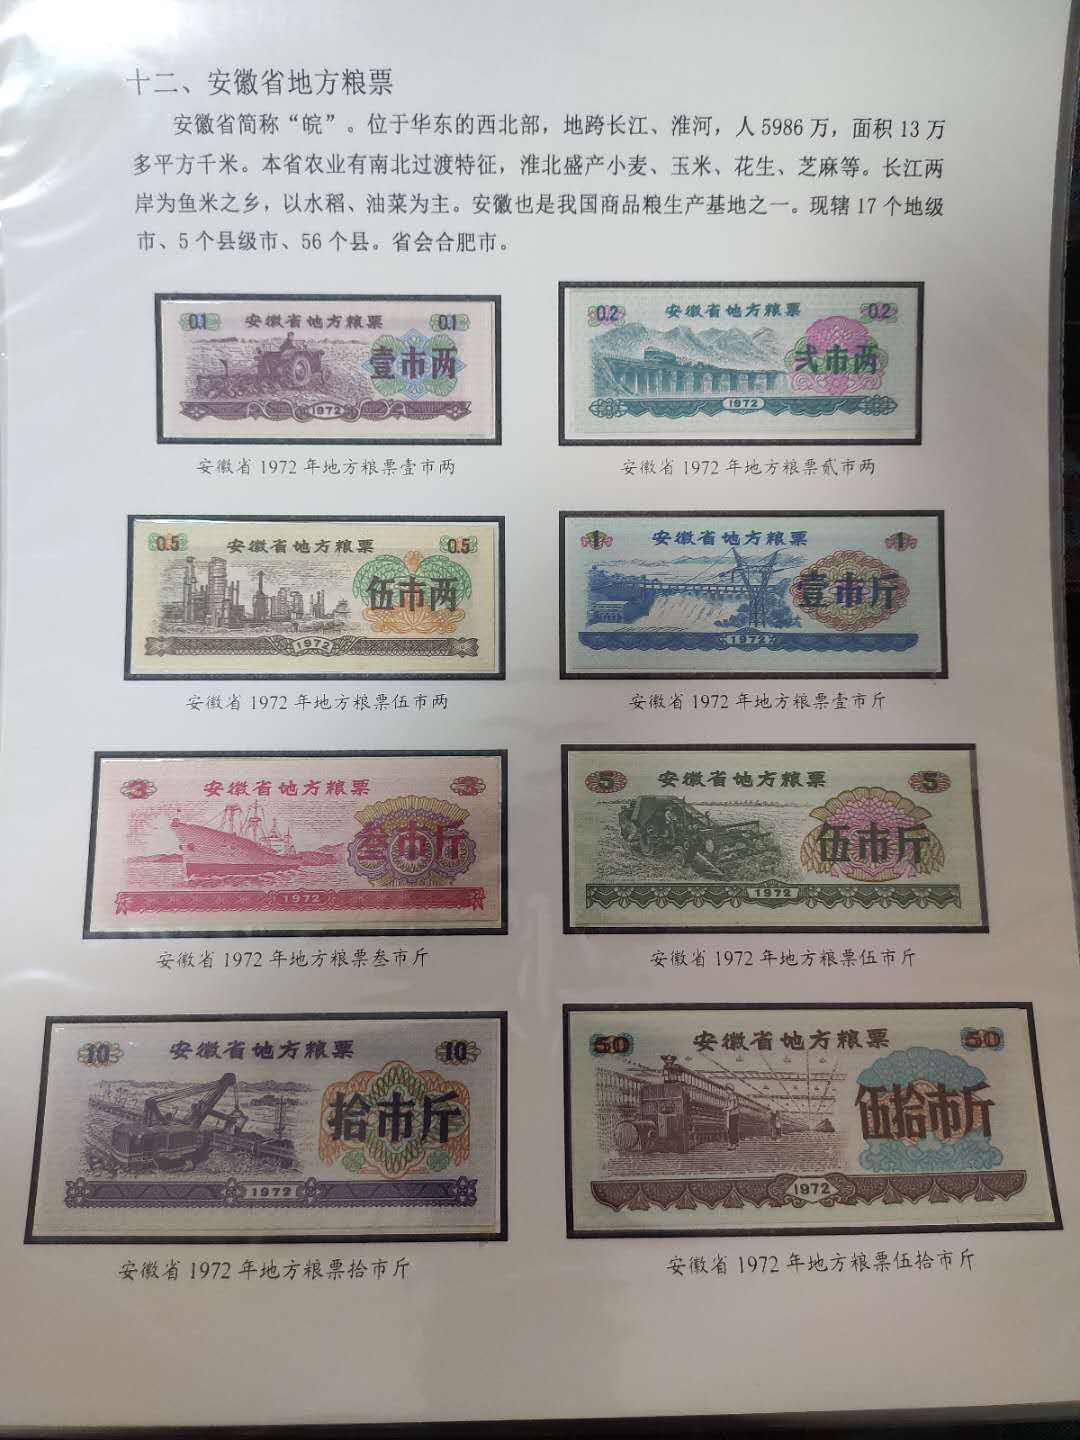 十二、安徽省地方粮票
安徽省简称“皖”。位于华东的西北部，地跨长江、淮河，人5986万，面积13万
多平方千米。本省农业有南北过渡特征，淮北盛产小麦、玉米、花生、芝麻等。长江两
岸为鱼米之乡，以水稻、油菜为主。安徽也是我国商品粮生产基地之一。现辖17个地级
市、5个县级市、56个县。省会合肥市。
0.1 安徽省地方粮票 0.1
壹市两
1972
安徽省1972年地方粮票壹市两
0.2 安徽省地方粮票 0.2
弍市两
1972
安徽省1972年地方粮票贰市两
0.5 安徽省地方粮票 0.5
伍市两
1972
安徽省1972年地方粮票伍市两
1 安徽省地方粮票 1
壹市斤
1972
安徽省1972年地方粮票壹市斤
3 安徽省地方粮票 3
叁市斤
1972
安徽省1972年地方粮票叁市斤
5 安徽省地方粮票 5
伍市斤
1972
安徽省1972年地方粮票伍市斤
10 安徽省地方粮票 10
拾市斤
1972
安徽省1972年地方粮票拾市斤
50 安徽省地方粮票 50
伍拾市斤
1972
安徽省1972年地方粮票伍拾市斤